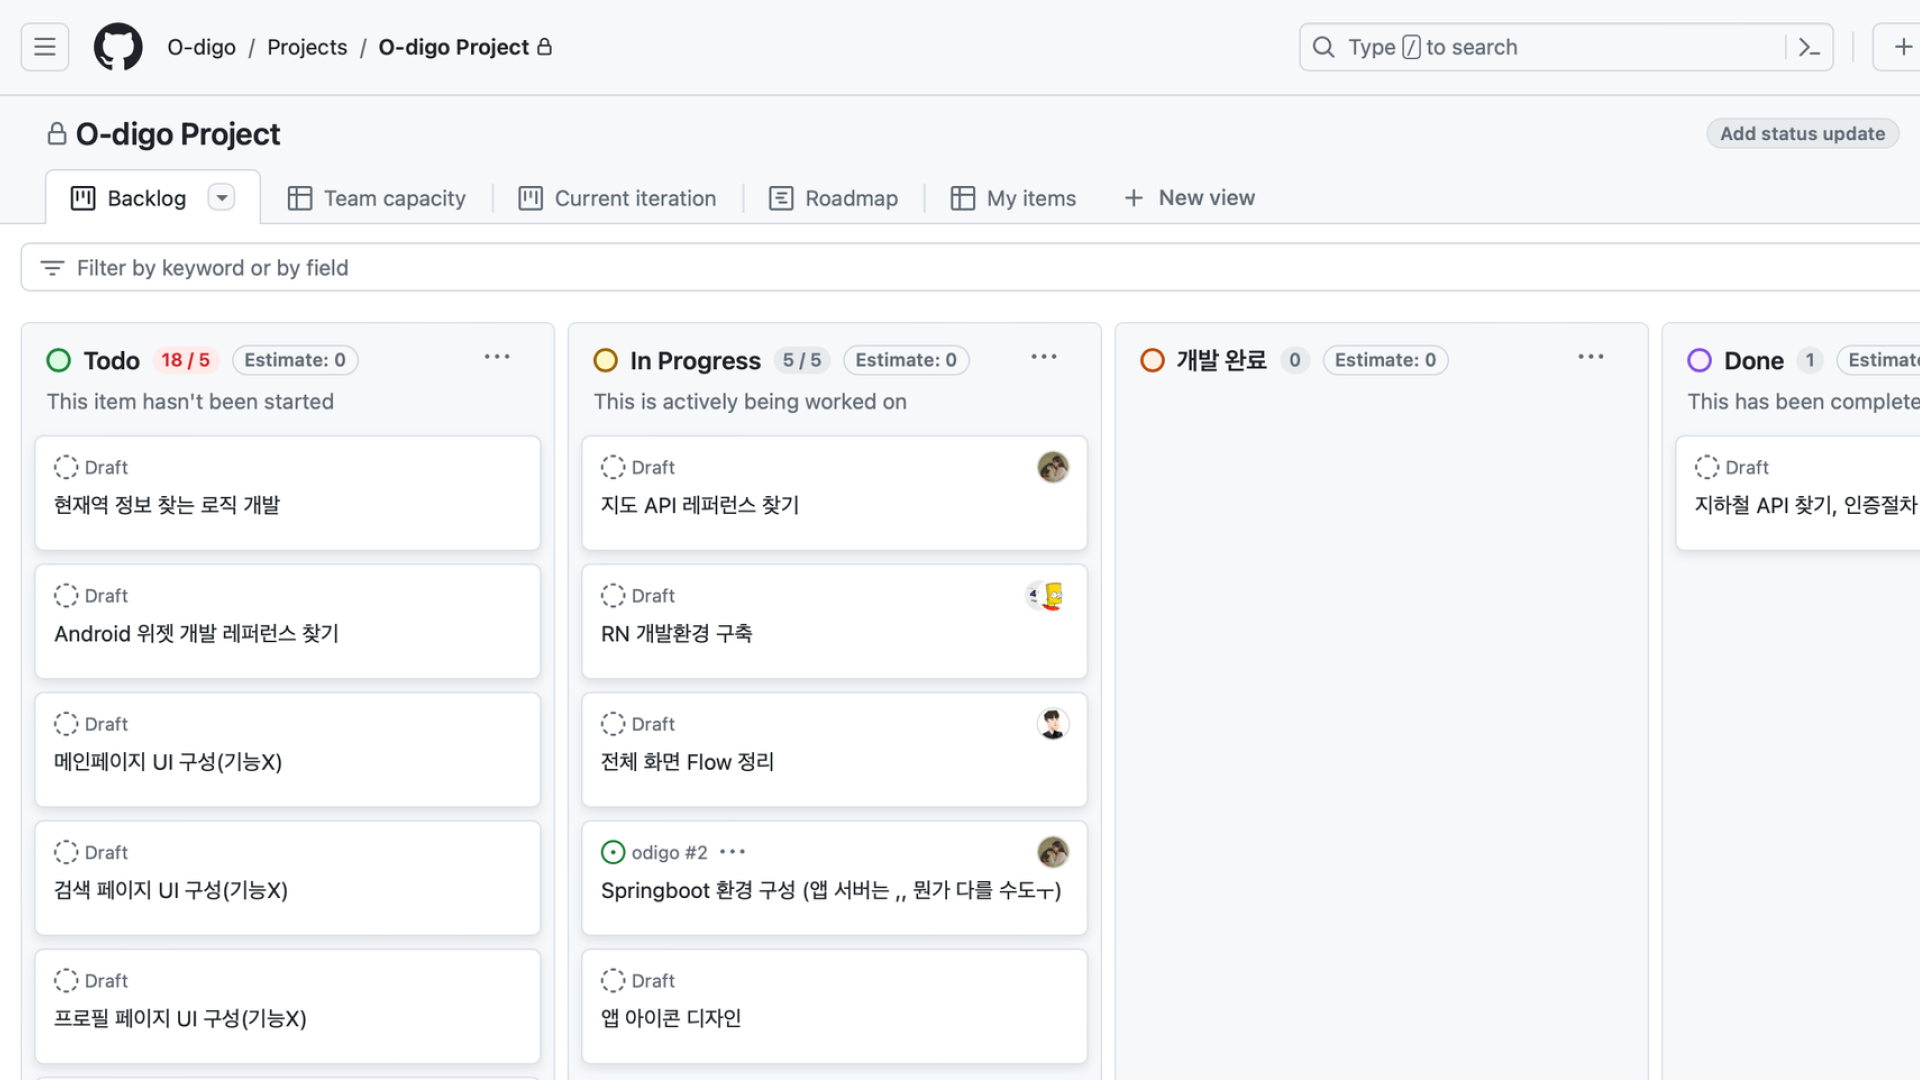 O-digo / Projects / O-digo Project
Type / to search
O-digo Project
Add status update
Backlog
Team capacity
Current iteration
Roadmap
My items
New view
Filter by keyword or by field
Todo 18 / 5 Estimate: 0
This item hasn't been started
Draft
현재역 정보 찾는 로직 개발
Draft
Android 위젯 개발 레퍼런스 찾기
Draft
메인페이지 UI 구성(기능X)
Draft
검색 페이지 UI 구성(기능X)
Draft
프로필 페이지 UI 구성(기능X)
In Progress 5 / 5 Estimate: 0
This is actively being worked on
Draft
지도 API 레퍼런스 찾기
Draft
RN 개발환경 구축
Draft
전체 화면 Flow 정리
odigo #2
Springboot 환경 구성 (앱 서버는 ,, 뭔가 다를 수도ㅜ)
Draft
앱 아이콘 디자인
개발 완료 0 Estimate: 0
Done 1 Estimate
This has been complete
Draft
지하철 API 찾기, 인증절차